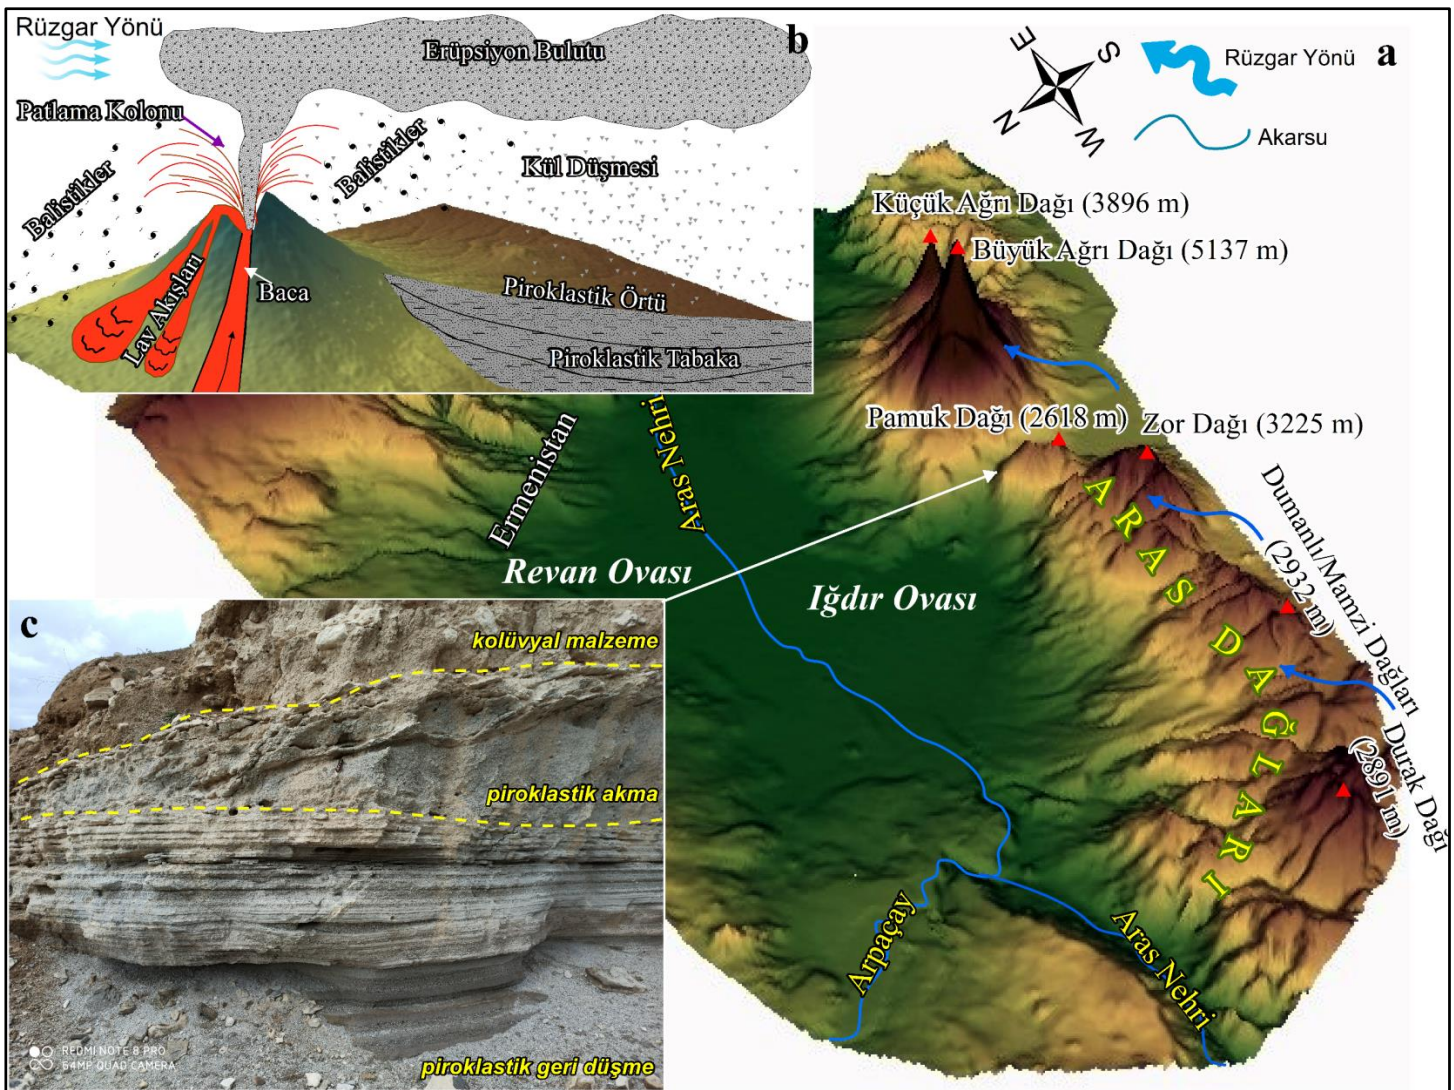 Rüzgar Yönü
b
Erüpsiyon Bulutu
Patlama Kolonu
Balistikler
Balistikler
Kül Düşmesi
Lav Akışları
Baca
Piroklastik Örtü
Piroklastik Tabaka
a
E
S
N
W
Rüzgar Yönü
Akarsu
Küçük Ağrı Dağı (3896 m)
Büyük Ağrı Dağı (5137 m)
Pamuk Dağı (2618 m)
Zor Dağı (3225 m)
Dumanlı/Mamzi Dağları
(2932 m)
Durak Dağı
(2891 m)
ARAS DAĞLARI
Ermenistan
Aras Nehri
Revan Ovası
Iğdır Ovası
Arpaçay
Aras Nehri
c
kolüvyal malzeme
piroklastik akma
piroklastik geri düşme
REDMI NOTE 8 PRO
64MP QUAD CAMERA